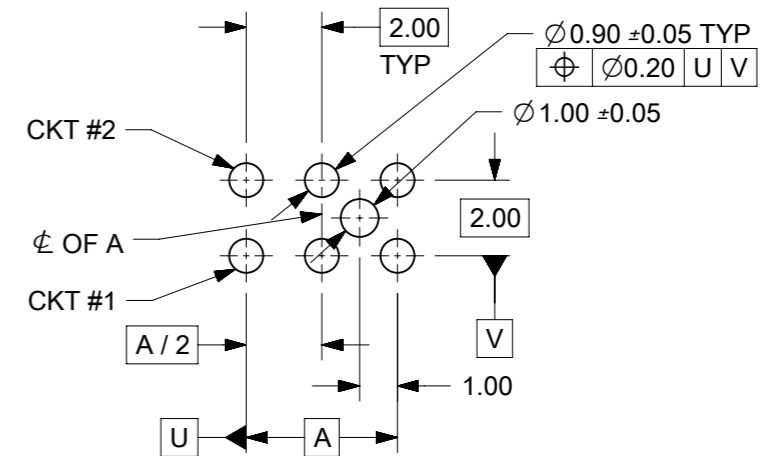 2.00
TYP
∅0.90 ±0.05 TYP
⌖ ∅0.20 U V
∅1.00 ±0.05
CKT #2
2.00
℄ OF A
CKT #1
A / 2
V
1.00
U
A